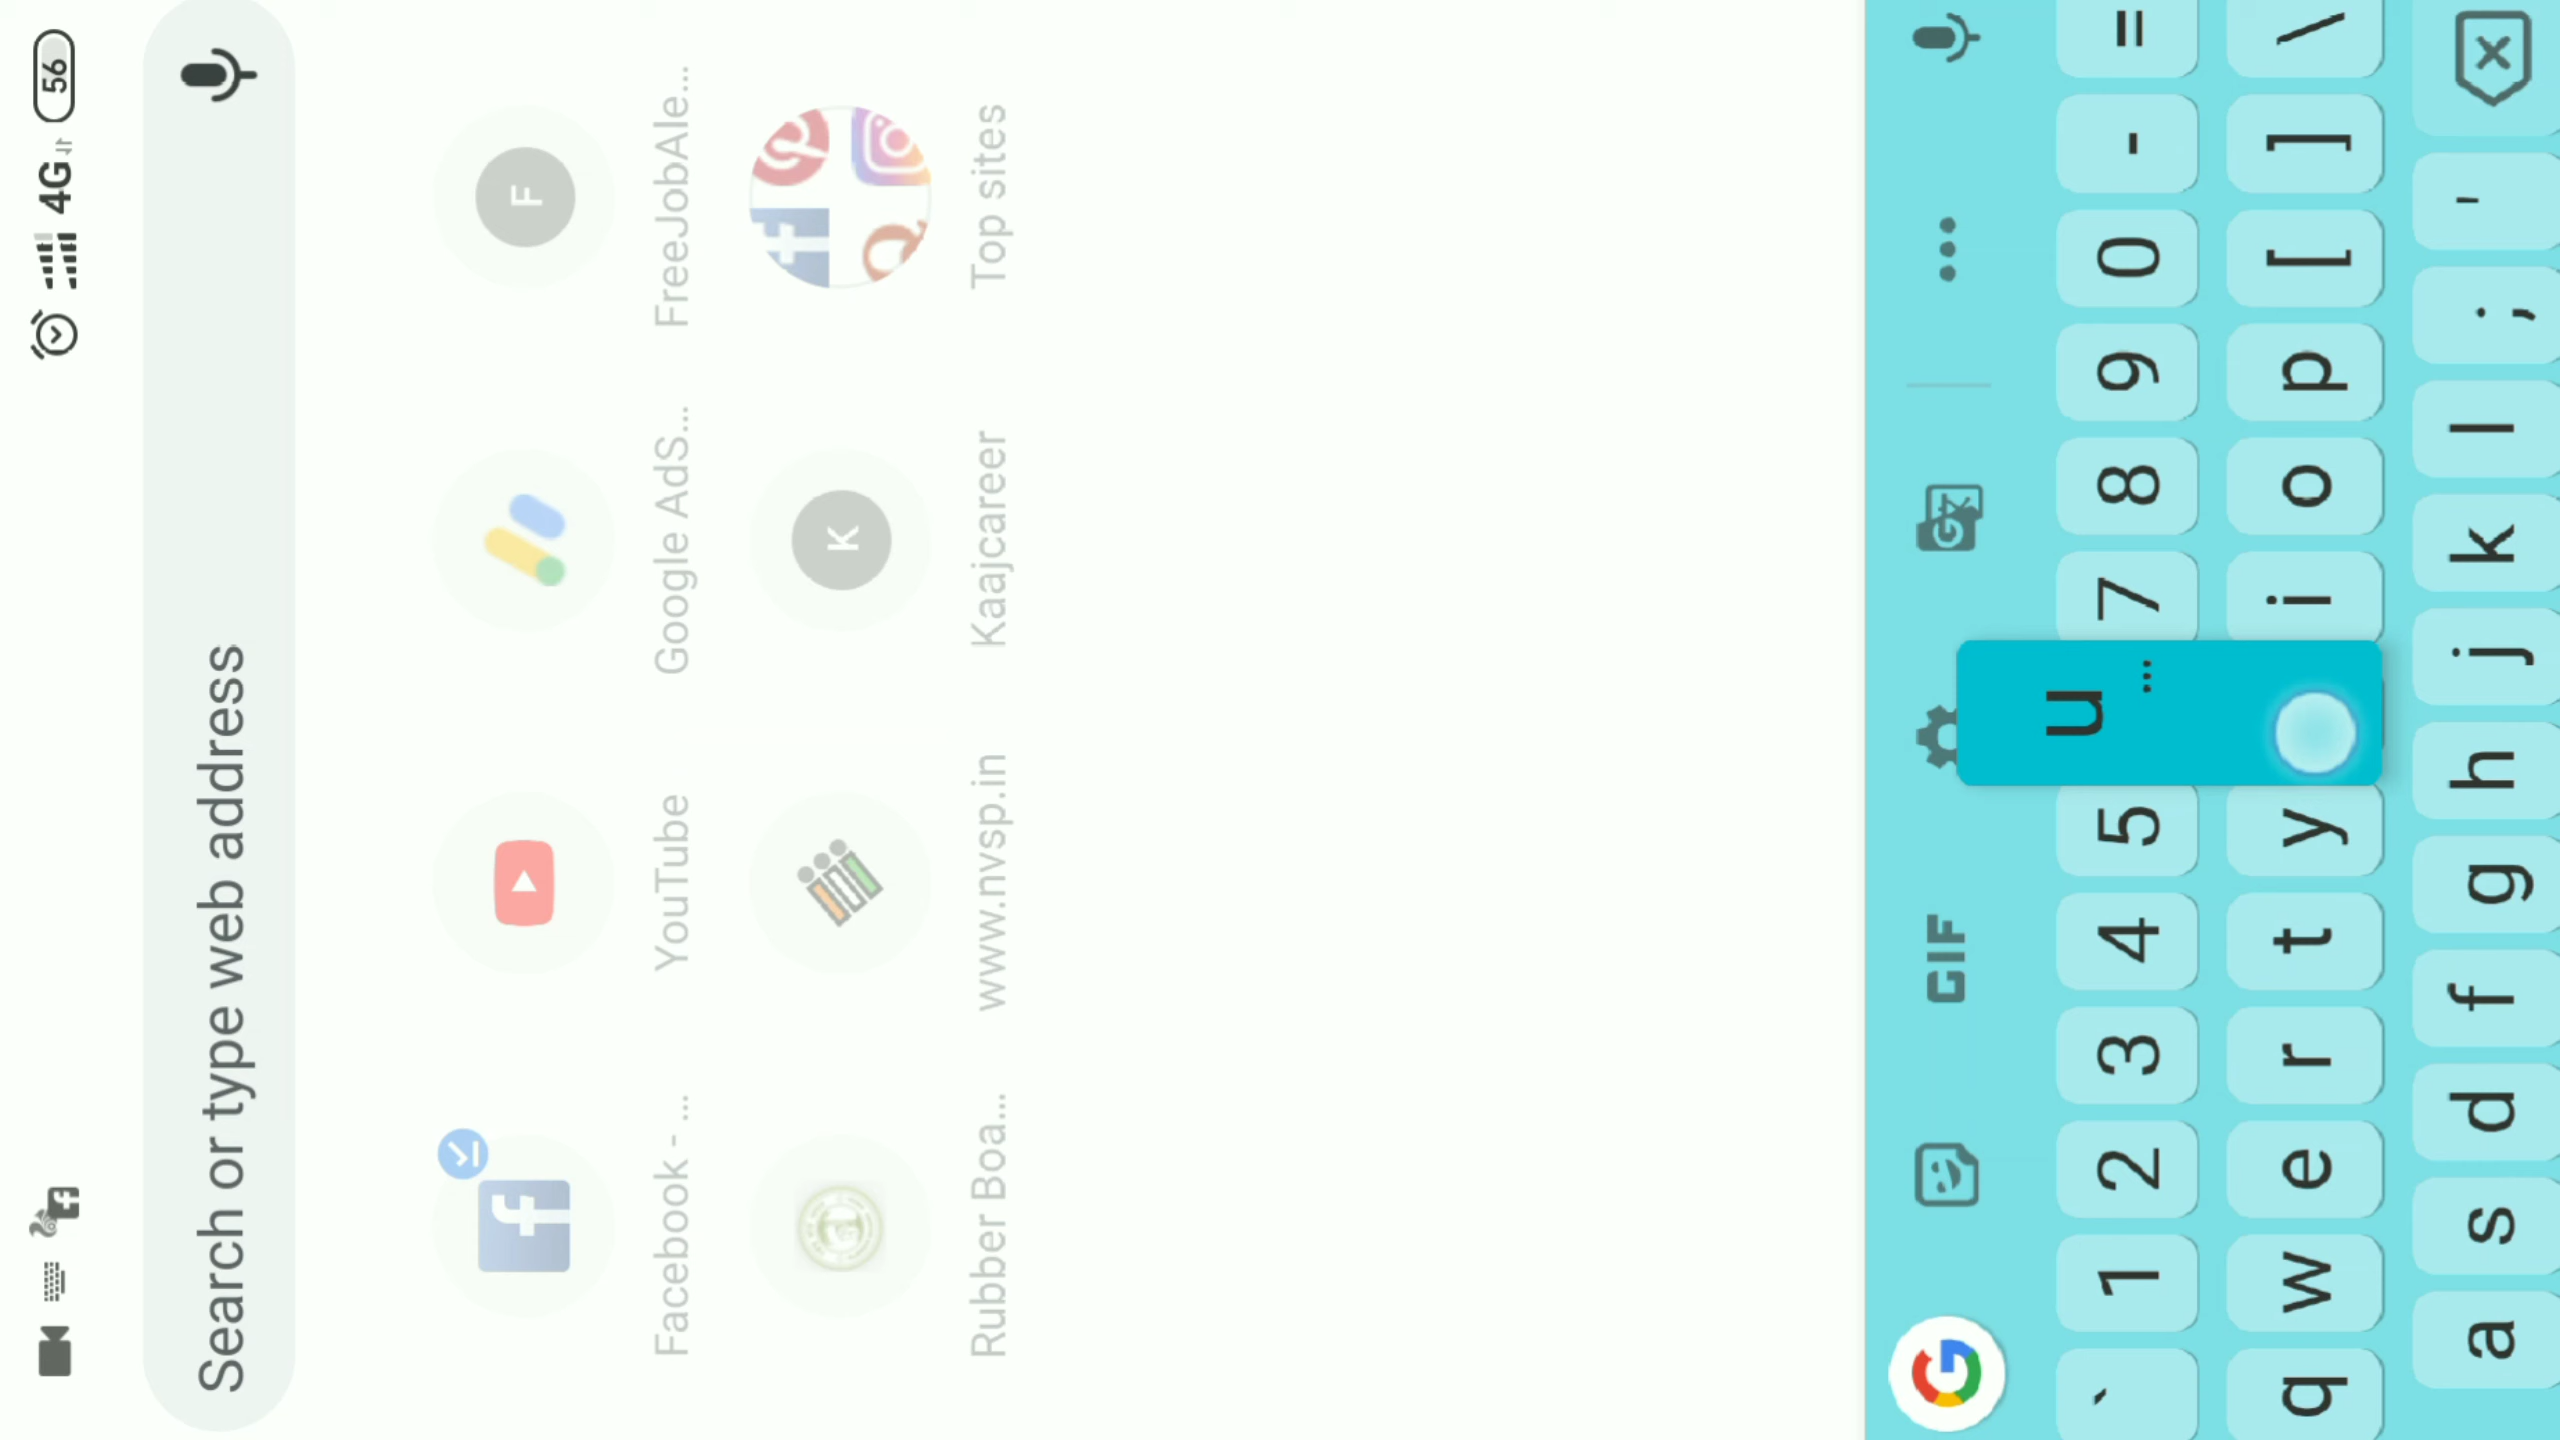 4G 56
Search or type web address
Facebook - ...
YouTube
Google AdS...
F
FreeJobAle...
Rubber Boa...
www.nvsp.in
K
Kaajcareer
Top sites
GIF
` 1 2 3 4 5 7 8 9 0 - =
u ...
q w e r t y i o p [ ] \
a s d f g h j k l ; '